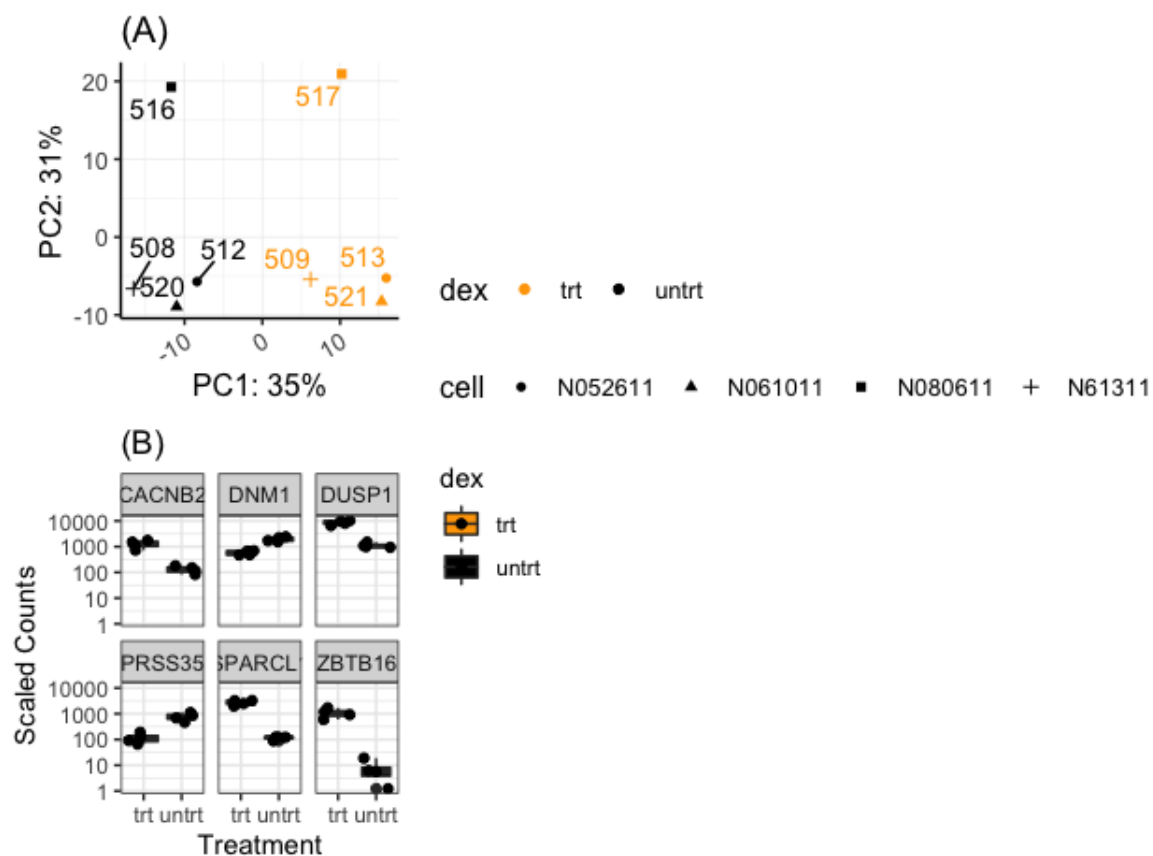 (A)
PC2: 31%
20
10
0
-10
516
517
508
512
520
509
513
521
-10 0 10
PC1: 35%
dex trt untrt
cell N052611 N061011 N080611 N61311
(B)
Scaled Counts
CACNB2 DNM1 DUSP1
10000
1000
100
10
1
PRSS35 SPARCL1 ZBTB16
10000
1000
100
10
1
trt untrt trt untrt trt untrt
Treatment
dex
trt
untrt